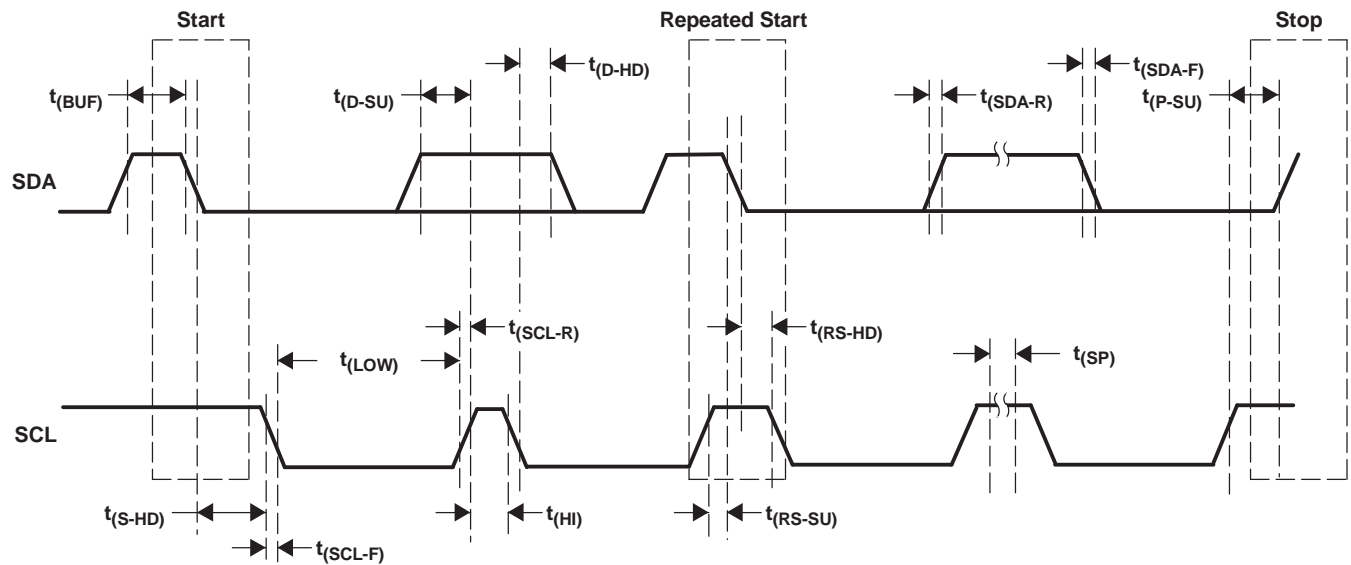 Start
Repeated Start
Stop
t(D-HD)
t(SDA-F)
t(BUF)
t(D-SU)
t(SDA-R)
t(P-SU)
SDA
t(SCL-R)
t(RS-HD)
t(LOW)
t(SP)
SCL
t(S-HD)
t(HI)
t(RS-SU)
t(SCL-F)